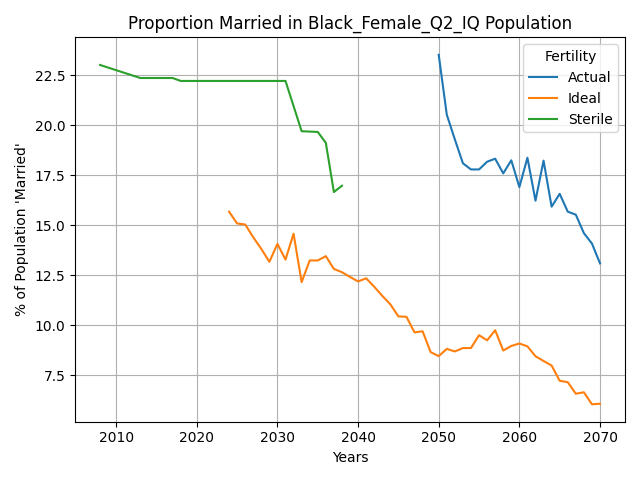 Proportion Married in Black_Female_Q2_IQ Population
Fertility
Actual
Ideal
Sterile
% of Population 'Married'
22.5
20.0
17.5
15.0
12.5
10.0
7.5
2010 2020 2030 2040 2050 2060 2070
Years